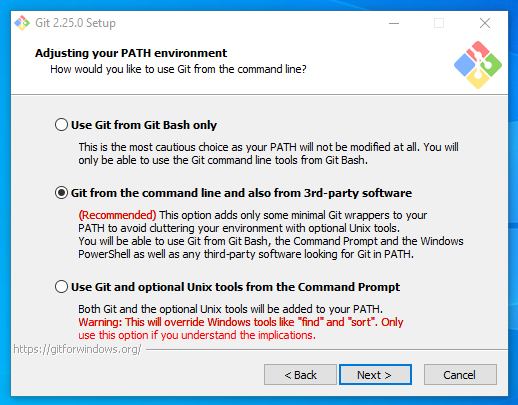 Git 2.25.0 Setup
Adjusting your PATH environment
How would you like to use Git from the command line?
Use Git from Git Bash only
This is the most cautious choice as your PATH will not be modified at all. You will
only be able to use the Git command line tools from Git Bash.
Git from the command line and also from 3rd-party software
(Recommended) This option adds only some minimal Git wrappers to your
PATH to avoid cluttering your environment with optional Unix tools.
You will be able to use Git from Git Bash, the Command Prompt and the Windows
PowerShell as well as any third-party software looking for Git in PATH.
Use Git and optional Unix tools from the Command Prompt
Both Git and the optional Unix tools will be added to your PATH.
Warning: This will override Windows tools like "find" and "sort". Only
use this option if you understand the implications.
https://gitforwindows.org/
< Back
Next >
Cancel